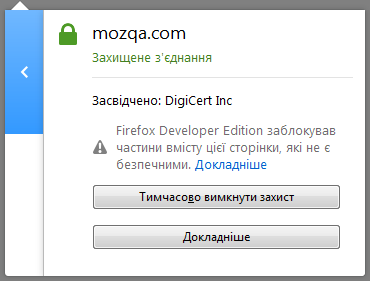 mozqa.com
Захищене з'єднання
Засвідчено: DigiCert Inc
Firefox Developer Edition заблокував
частини вмісту цієї сторінки, які не є
безпечними. Докладніше
Тимчасово вимкнути захист
Докладніше